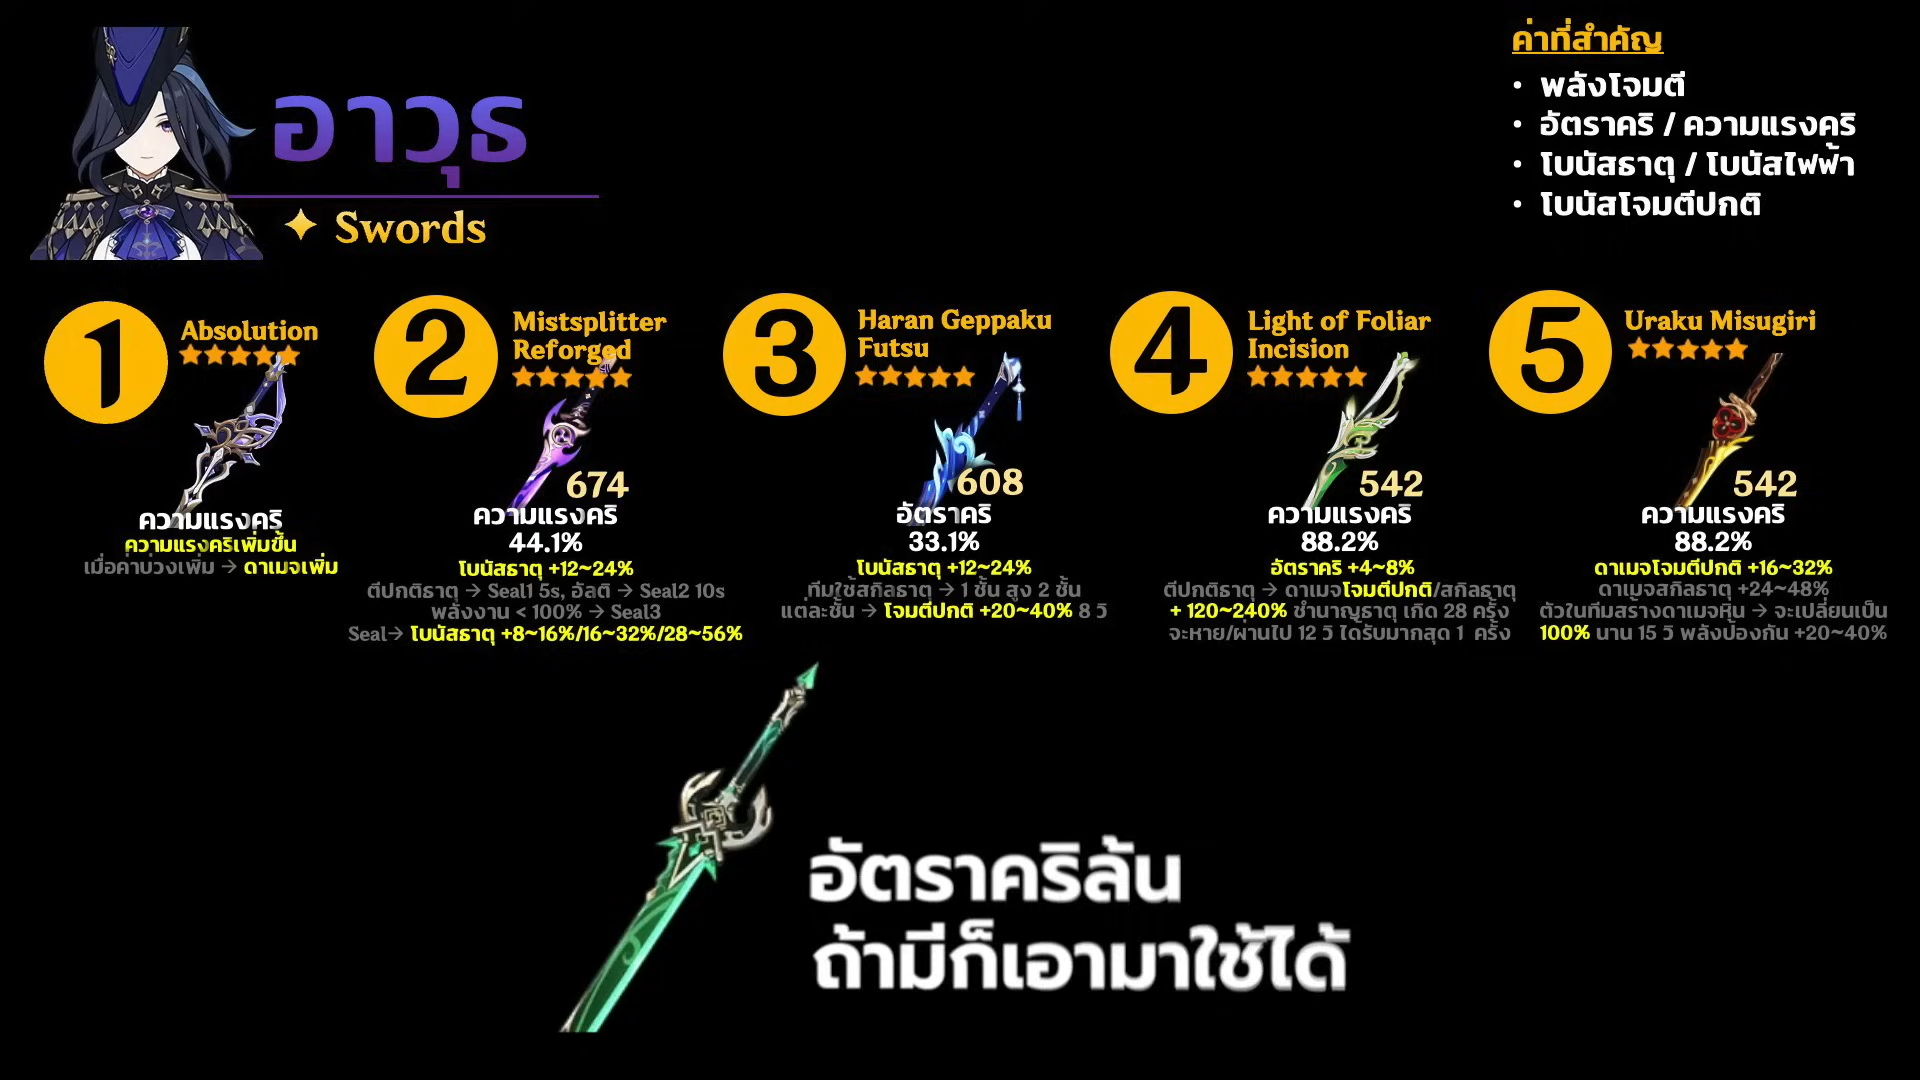 อาวุธ
Swords
ค่าที่สำคัญ
• พลังโจมตี
• อัตราคริ / ความแรงคริ
• โบนัสธาตุ / โบนัสไฟฟ้า
• โบนัสโจมตีปกติ
1
Absolution
ความแรงคริ
ความแรงคริเพิ่มขึ้น
เมื่อค่าบ่วงเพิ่ม → ดาเมจเพิ่ม
2
Mistsplitter
Reforged
674
ความแรงคริ
44.1%
โบนัสธาตุ +12~24%
ตีปกติธาตุ → Seal1 5s, อัลติ → Seal2 10s
พลังงาน < 100% → Seal3
Seal→ โบนัสธาตุ +8~16%/16~32%/28~56%
3
Haran Geppaku
Futsu
608
อัตราคริ
33.1%
โบนัสธาตุ +12~24%
ทีมใช้สกิลธาตุ → 1 ชั้น สูง 2 ชั้น
แต่ละชั้น → โจมตีปกติ +20~40% 8 วิ
4
Light of Foliar
Incision
542
ความแรงคริ
88.2%
อัตราคริ +4~8%
ตีปกติธาตุ → ดาเมจโจมตีปกติ/สกิลธาตุ
+ 120~240% ชำนาญธาตุ เกิด 28 ครั้ง
จะหาย/ผ่านไป 12 วิ ได้รับมากสุด 1 ครั้ง
5
Uraku Misugiri
542
ความแรงคริ
88.2%
ดาเมจโจมตีปกติ +16~32%
ดาเมจสกิลธาตุ +24~48%
ตัวในทีมสร้างดาเมจหิน → จะเปลี่ยนเป็น
100% นาน 15 วิ พลังป้องกัน +20~40%
อัตราคริล้น
ถ้ามีก็เอามาใช้ได้